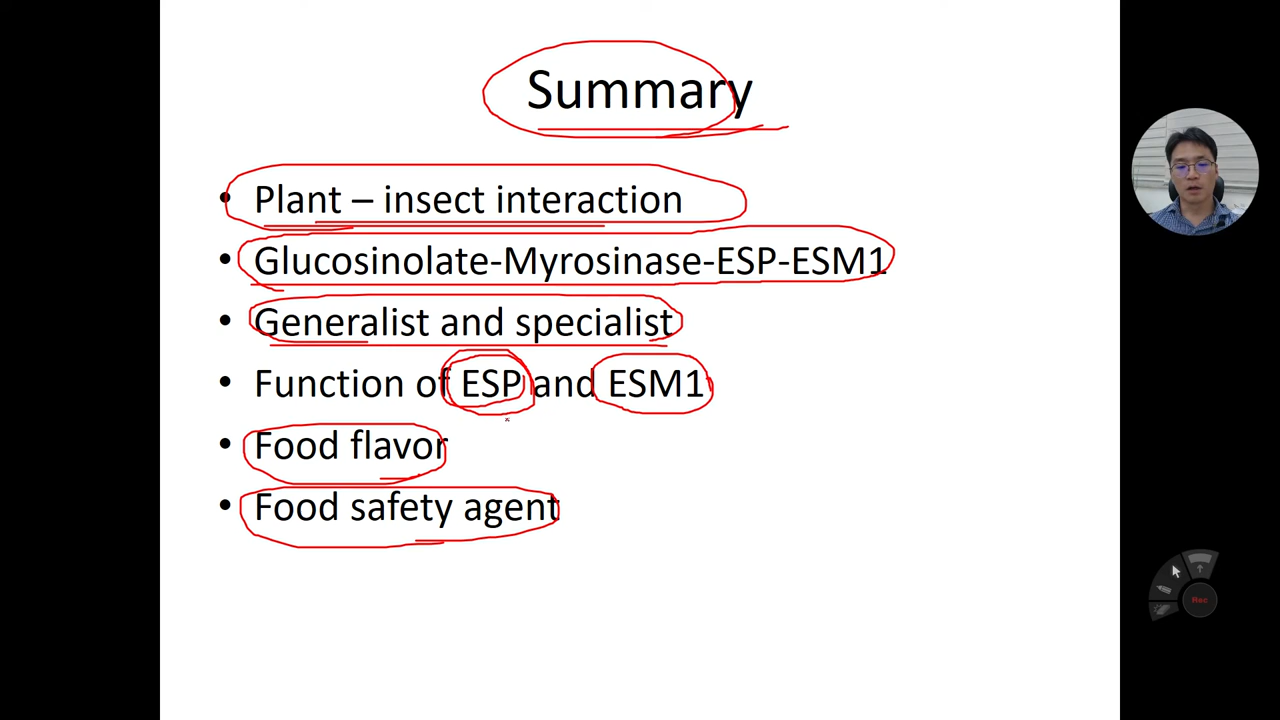 Summary
• Plant – insect interaction
• Glucosinolate-Myrosinase-ESP-ESM1
• Generalist and specialist
• Function of ESP and ESM1
• Food flavor
• Food safety agent
Rec